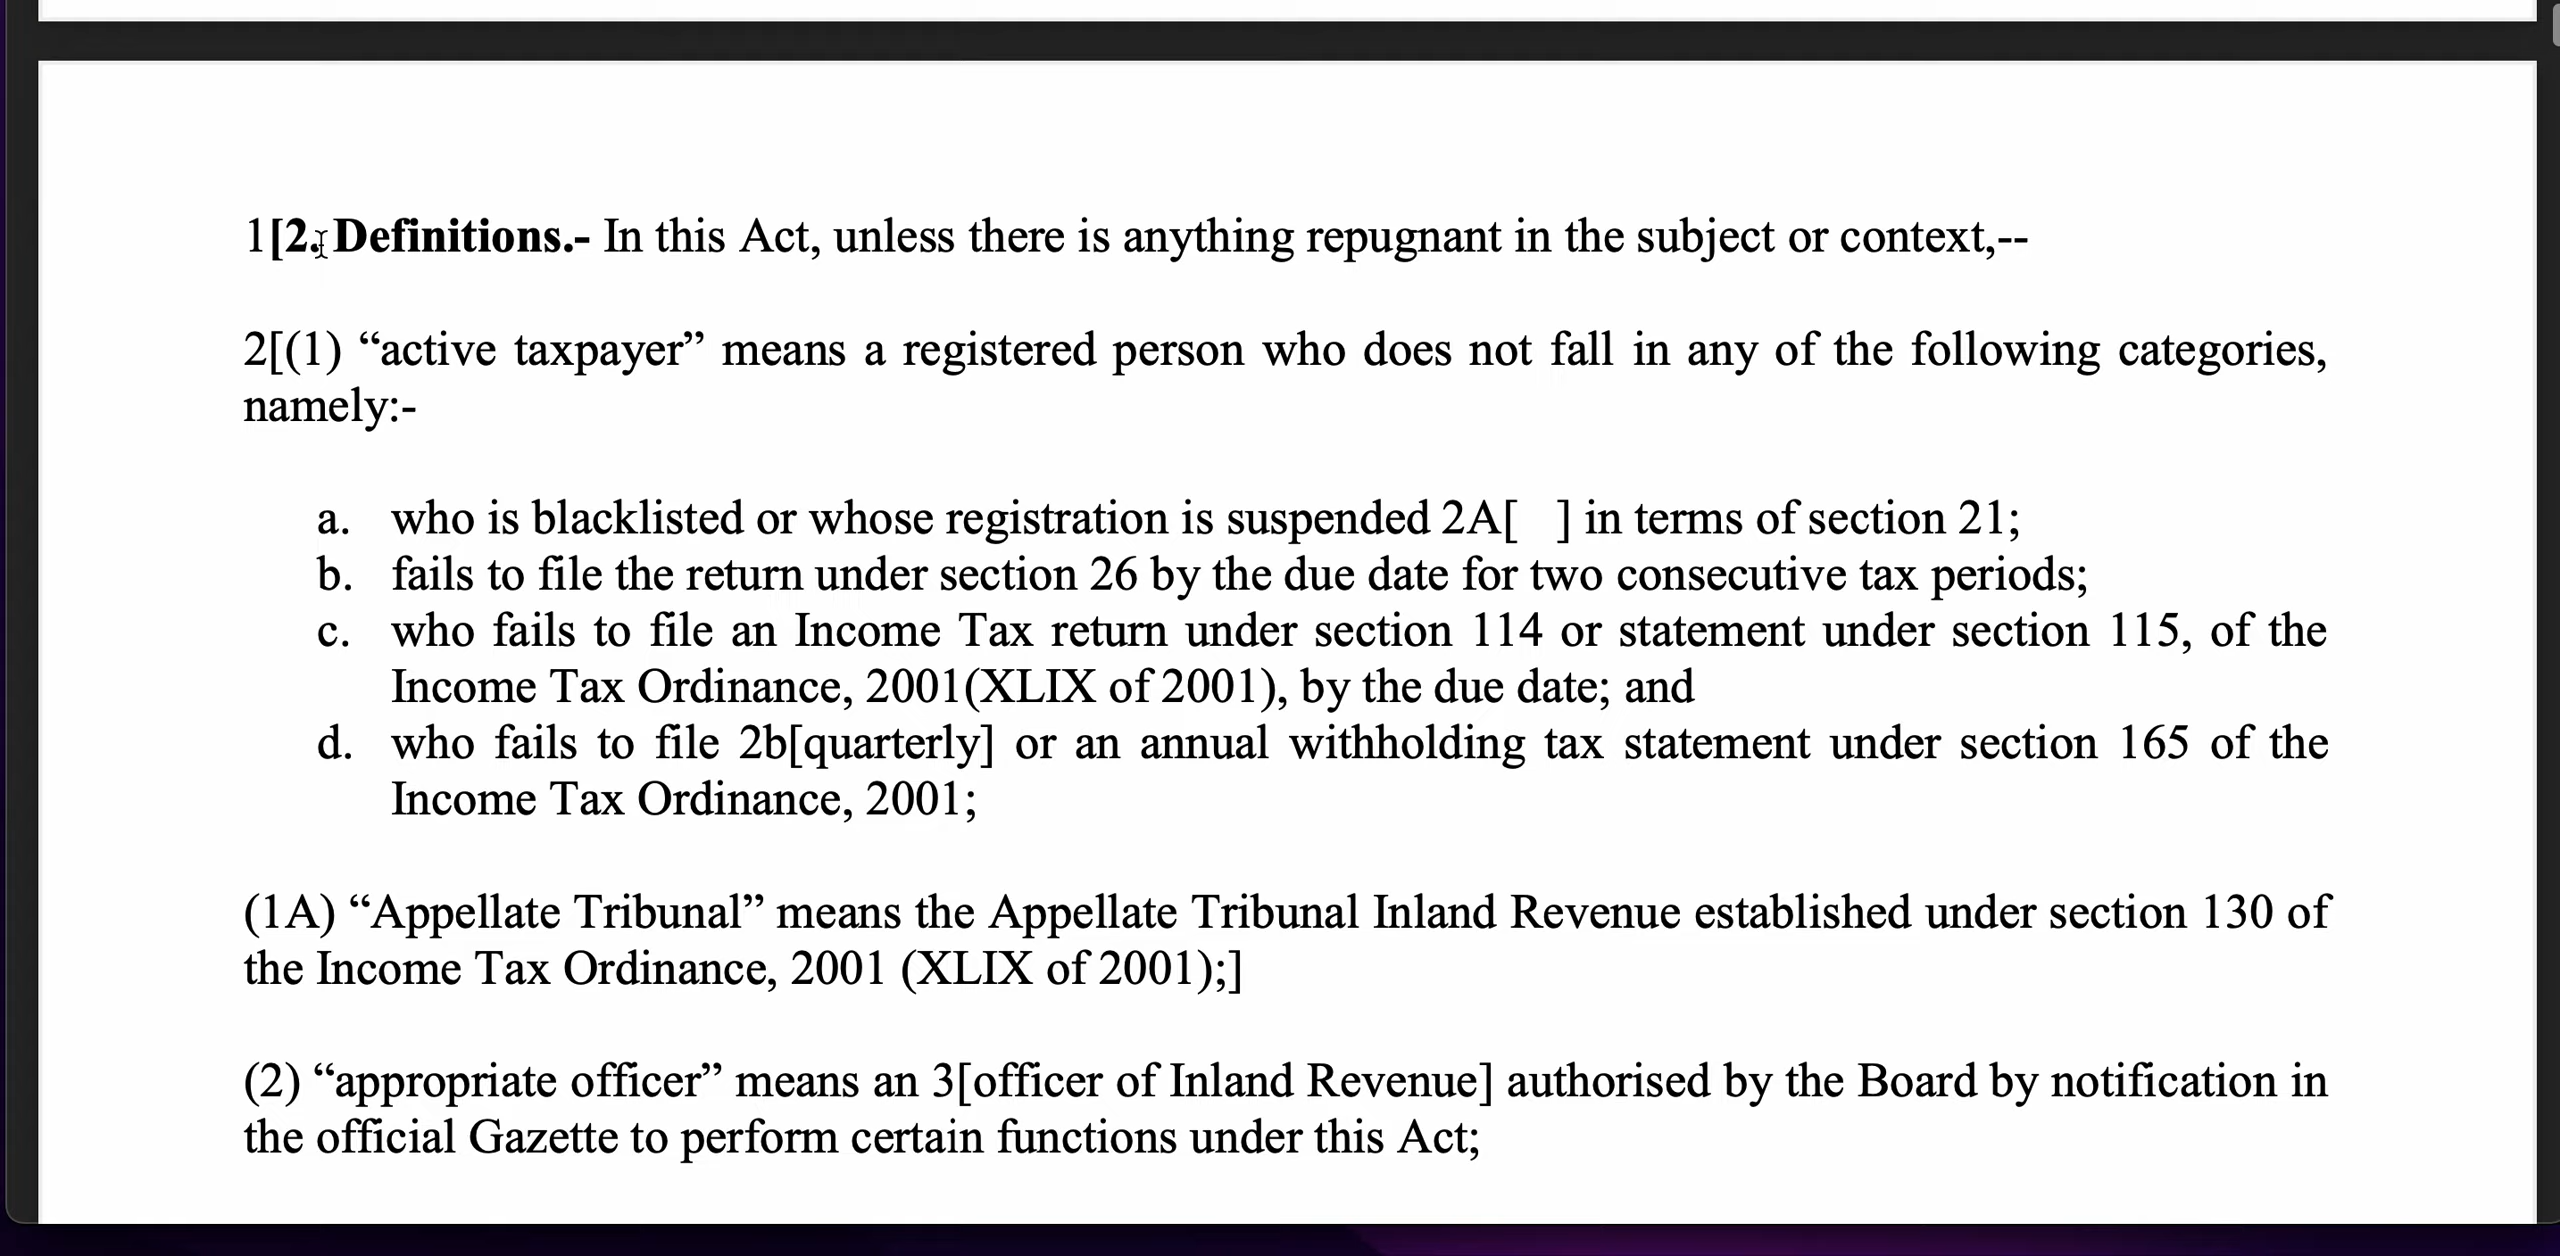 1[2. Definitions.- In this Act, unless there is anything repugnant in the subject or context,--
2[(1) “active taxpayer” means a registered person who does not fall in any of the following categories,
namely:-
a. who is blacklisted or whose registration is suspended 2A[ ] in terms of section 21;
b. fails to file the return under section 26 by the due date for two consecutive tax periods;
c. who fails to file an Income Tax return under section 114 or statement under section 115, of the
Income Tax Ordinance, 2001(XLIX of 2001), by the due date; and
d. who fails to file 2b[quarterly] or an annual withholding tax statement under section 165 of the
Income Tax Ordinance, 2001;
(1A) “Appellate Tribunal” means the Appellate Tribunal Inland Revenue established under section 130 of
the Income Tax Ordinance, 2001 (XLIX of 2001);]
(2) “appropriate officer” means an 3[officer of Inland Revenue] authorised by the Board by notification in
the official Gazette to perform certain functions under this Act;